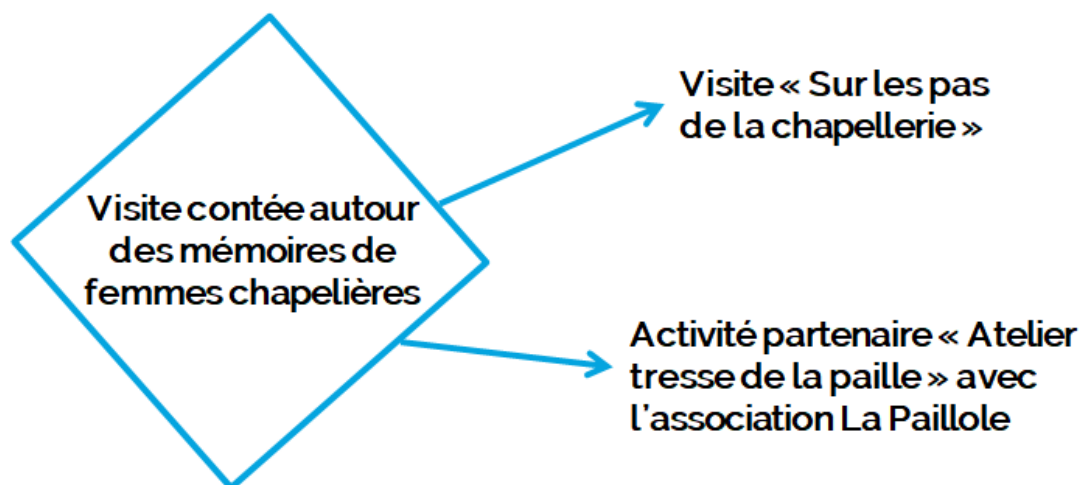 Visite contée autour
des mémoires de
femmes chapelières
Visite « Sur les pas
de la chapellerie »
Activité partenaire « Atelier
tresse de la paille » avec
l'association La Paillole